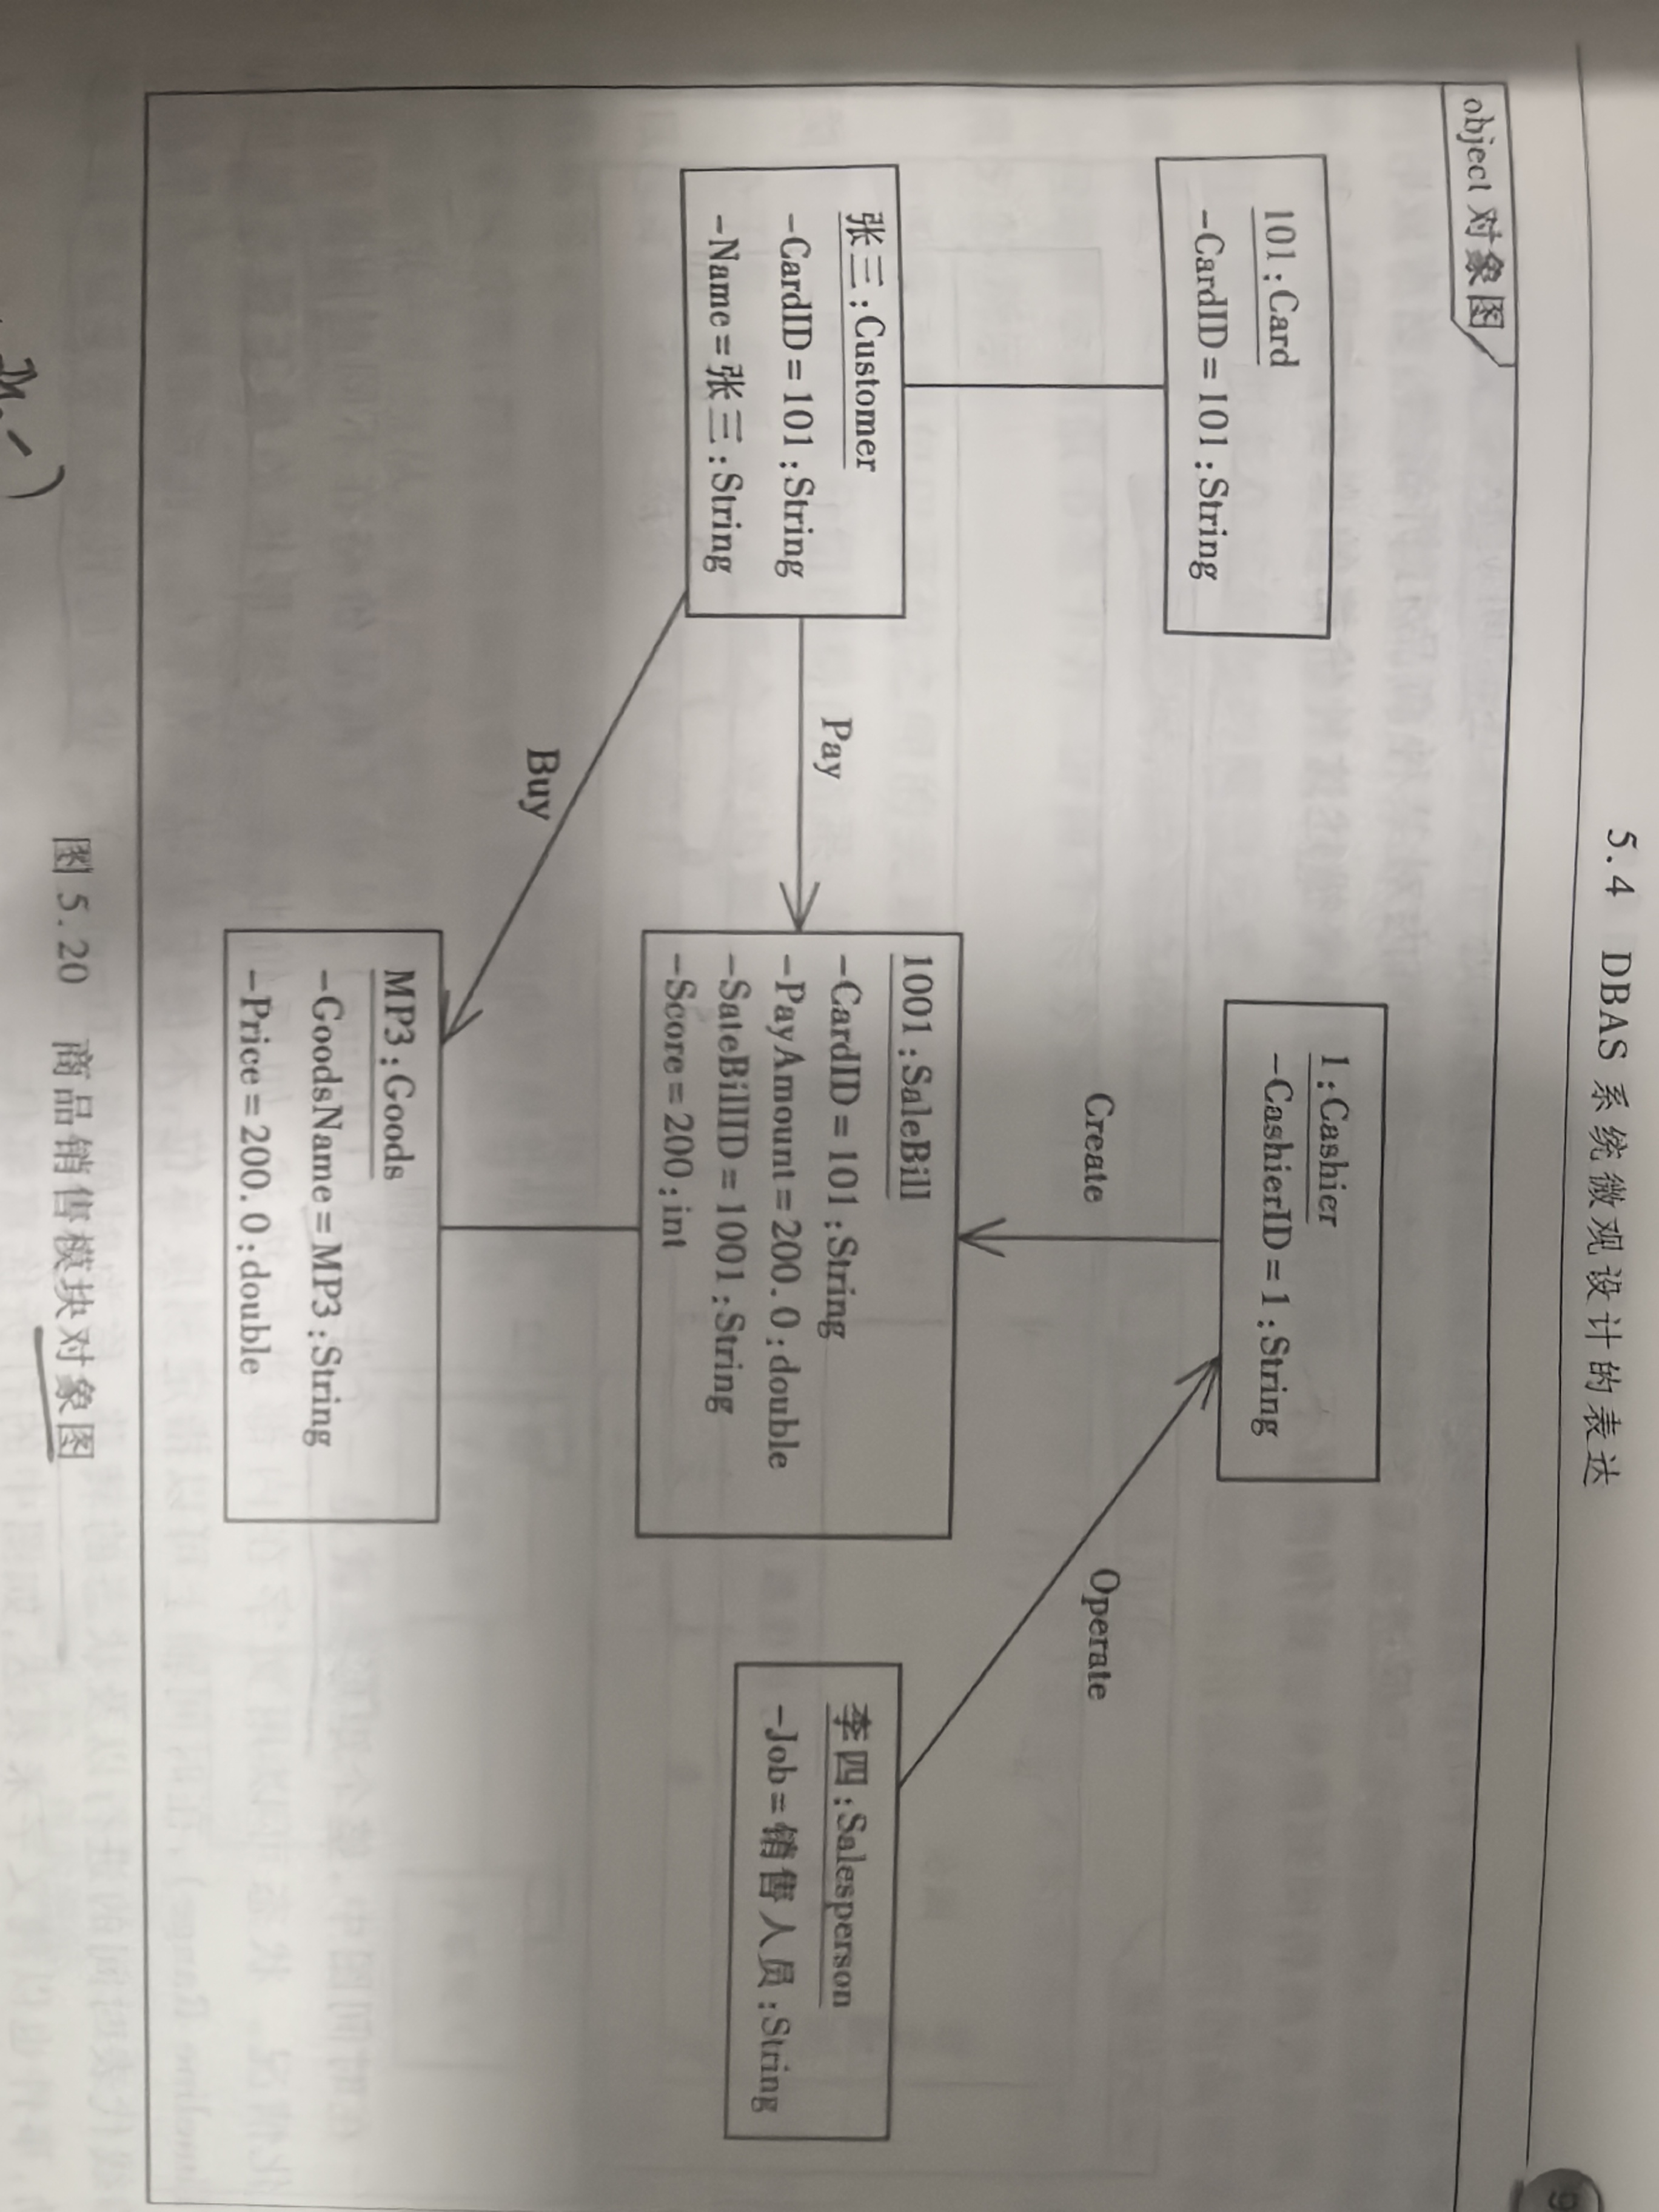 5.4 DBAS 系统微观设计的表达
9
object 对象图
1:Cashier
-CashierID=1:String
101:Card
-CardID=101:String
Create
Operate
张三:Customer
-CardID=101:String
-Name=张三:String
Pay
1001:SaleBill
-CardID=101:String
-PayAmount=200.0:double
-SateBillID=1001:String
-Score=200:int
李四:Salesperson
-Job=销售人员:String
Buy
MP3:Goods
-GoodsName=MP3:String
-Price=200.0:double
图 5.20 商品销售模块对象图